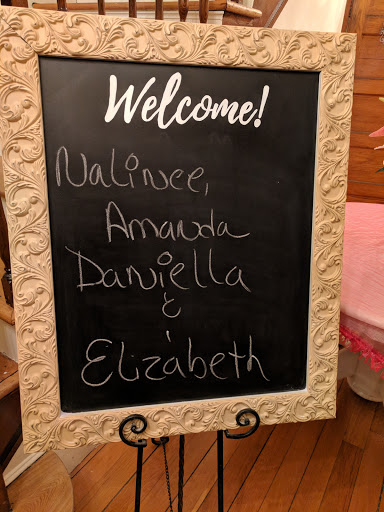 Welcome!
Nalinee,
Amanda
Daniella
&
Elizabeth